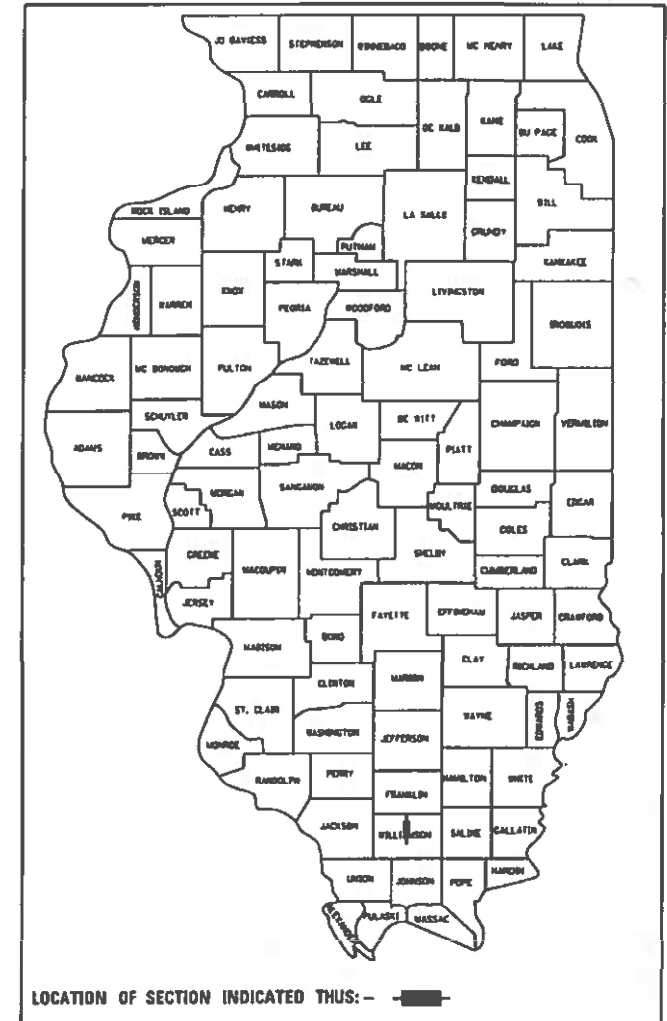 JO DAVIESS STEPHENSON WINNEBAGO BOONE MC HENRY LAKE
CARROLL OGLE DE KALB KANE DU PAGE COOK
WHITESIDE LEE KENDALL WILL
ROCK ISLAND HENRY BUREAU LA SALLE GRUNDY
MERCER PUTNAM KANKAKEE
STARK MARSHALL
HENDERSON WARREN KNOX PEORIA WOODFORD LIVINGSTON IROQUOIS
HANCOCK MC DONOUGH FULTON TAZEWELL MC LEAN FORD
SCHUYLER MASON LOGAN DE WITT CHAMPAIGN VERMILION
ADAMS BROWN CASS MENARD PIATT
MACON
PIKE SCOTT MORGAN SANGAMON MOULTRIE DOUGLAS EDGAR
CHRISTIAN COLES
GREENE MACOUPIN MONTGOMERY SHELBY CUMBERLAND CLARK
CALHOUN JERSEY FAYETTE EFFINGHAM JASPER CRAWFORD
MADISON BOND CLAY RICHLAND LAWRENCE
CLINTON MARION
ST. CLAIR WAYNE EDWARDS WABASH
MONROE WASHINGTON JEFFERSON
RANDOLPH PERRY HAMILTON WHITE
FRANKLIN
JACKSON WILLIAMSON SALINE GALLATIN
UNION JOHNSON POPE HARDIN
ALEXANDER PULASKI MASSAC
LOCATION OF SECTION INDICATED THUS: -